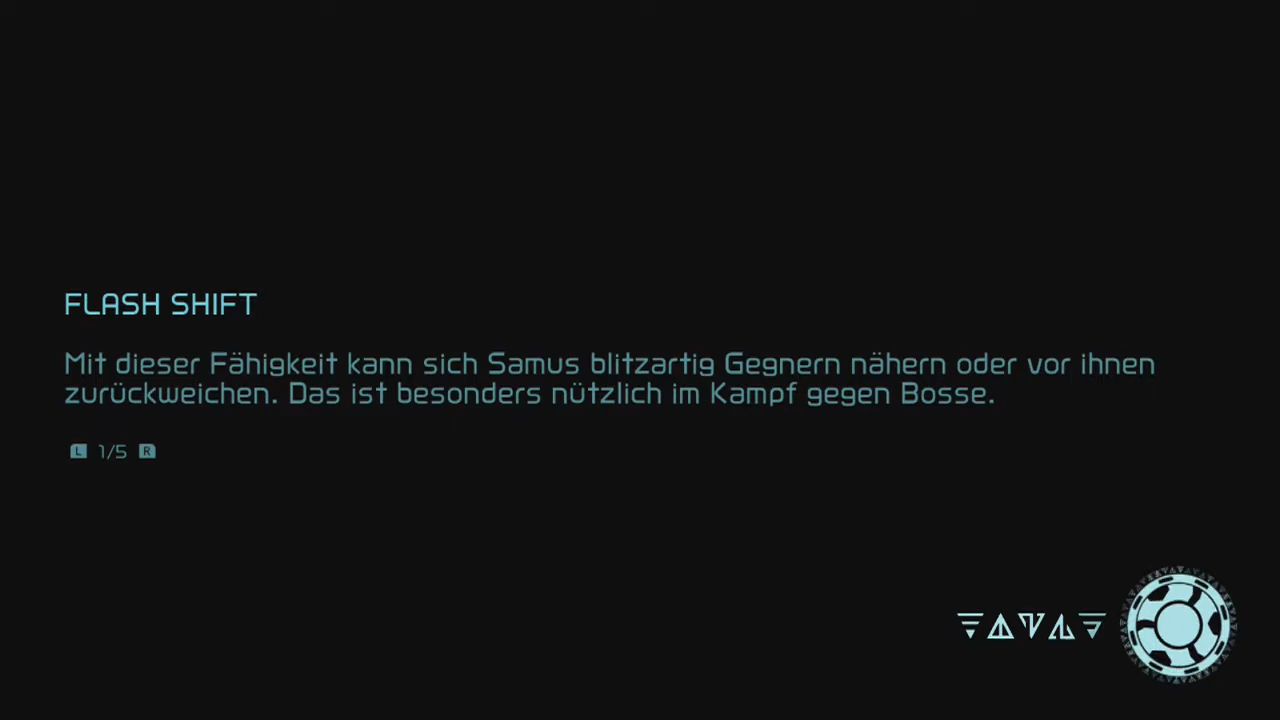 FLASH SHIFT
Mit dieser Fähigkeit kann sich Samus blitzartig Gegnern nähern oder vor ihnen
zurückweichen. Das ist besonders nützlich im Kampf gegen Bosse.
L 1/5 R